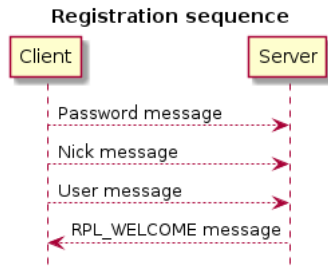 Registration sequence
Client
Server
Password message
Nick message
User message
RPL_WELCOME message